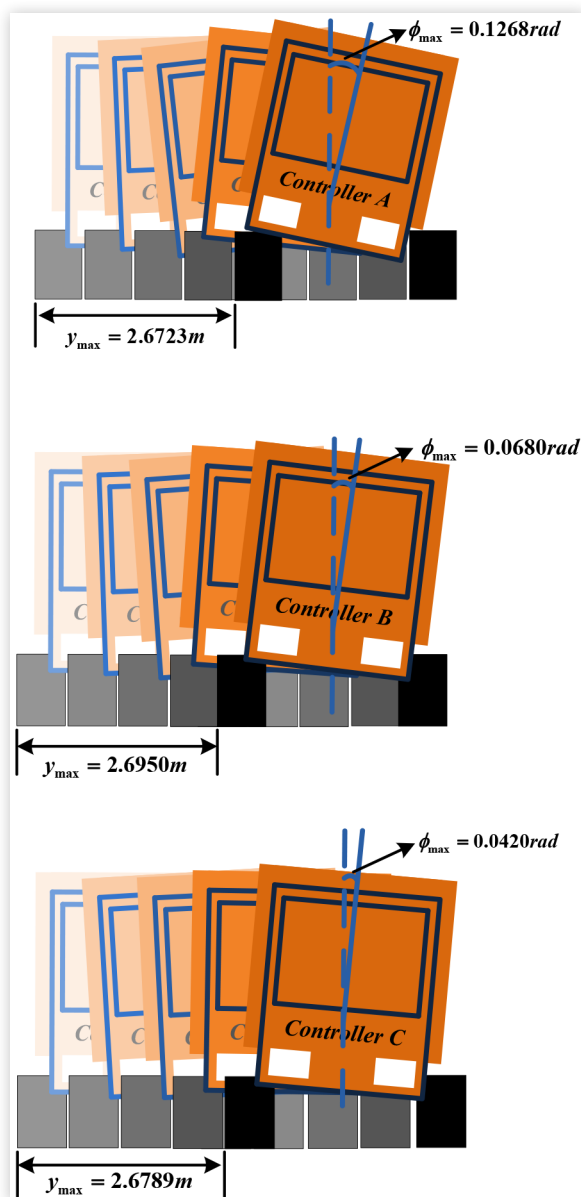 ϕmax = 0.1268rad
C
C
C
C
Controller A
ymax = 2.6723m
ϕmax = 0.0680rad
C
C
C
C
Controller B
ymax = 2.6950m
ϕmax = 0.0420rad
C
C
C
C
Controller C
ymax = 2.6789m